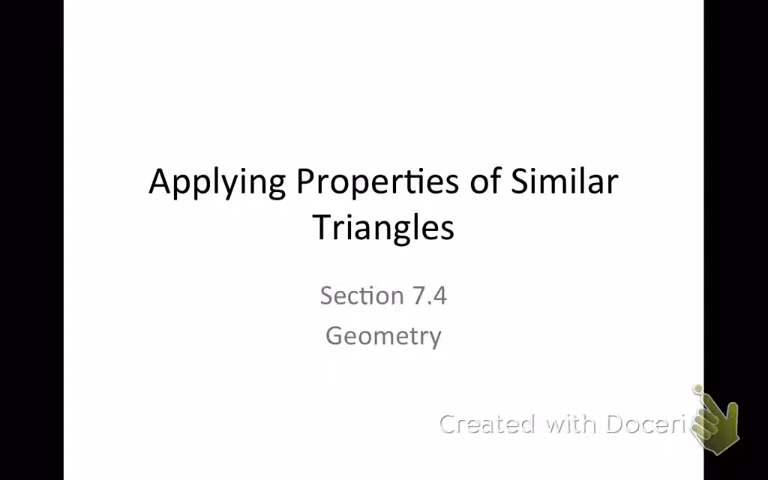 Applying Properties of Similar
Triangles
Section 7.4
Geometry
Created with Doceri